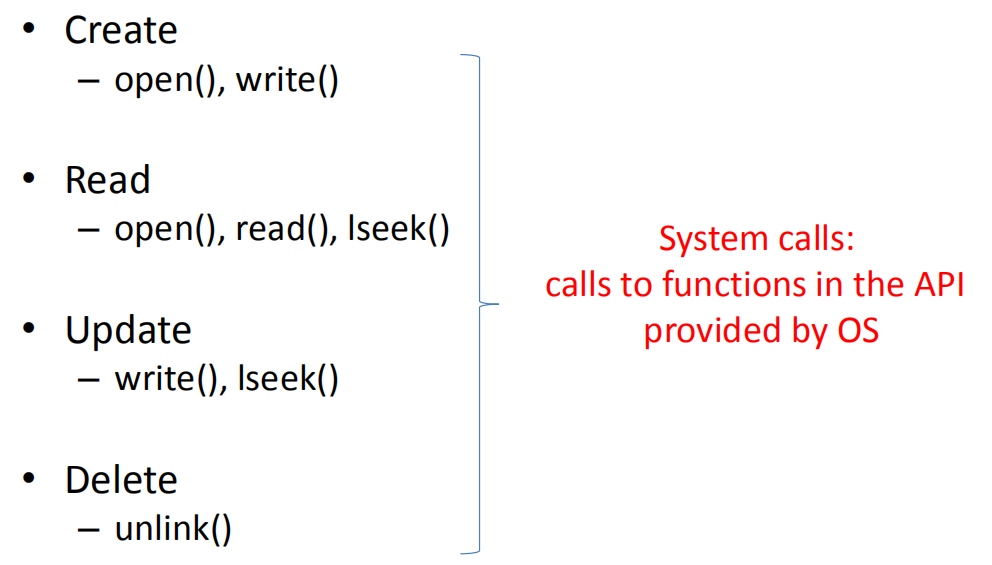 • Create
– open(), write()
• Read
– open(), read(), lseek()
• Update
– write(), lseek()
• Delete
– unlink()
System calls:
calls to functions in the API
provided by OS